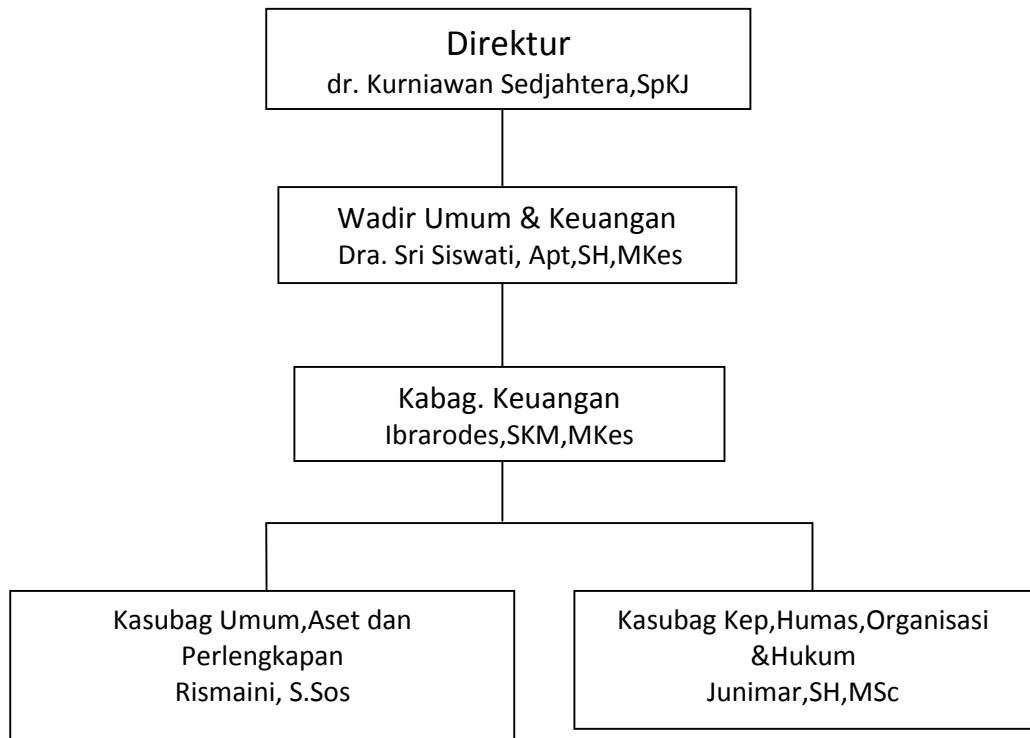 Direktur
dr. Kurniawan Sedjahtera,SpKJ
Wadir Umum & Keuangan
Dra. Sri Siswati, Apt,SH,MKes
Kabag. Keuangan
Ibrarodes,SKM,MKes
Kasubag Umum,Aset dan
Perlengkapan
Rismaini, S.Sos
Kasubag Kep,Humas,Organisasi
&Hukum
Junimar,SH,MSc